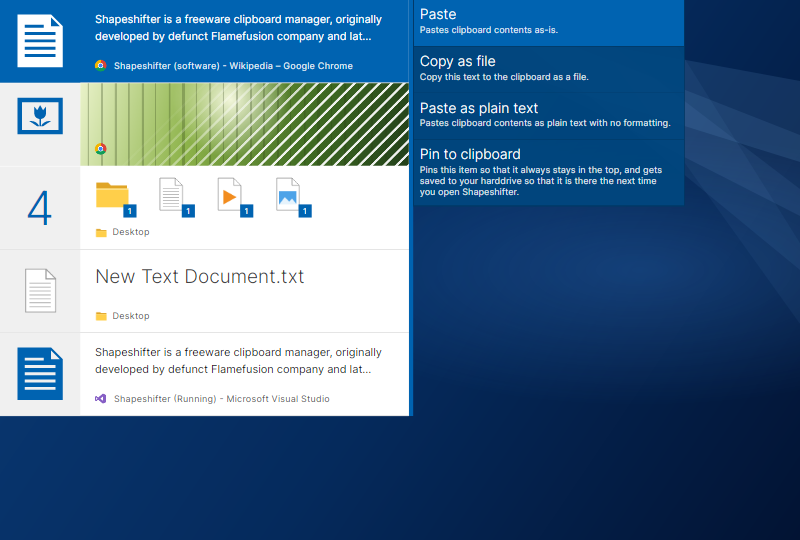 Shapeshifter is a freeware clipboard manager, originally
developed by defunct Flamefusion company and lat...
Shapeshifter (software) - Wikipedia – Google Chrome
4
1
1
1
1
Desktop
New Text Document.txt
Desktop
Shapeshifter is a freeware clipboard manager, originally
developed by defunct Flamefusion company and lat...
Shapeshifter (Running) - Microsoft Visual Studio
Paste
Pastes clipboard contents as-is.
Copy as file
Copy this text to the clipboard as a file.
Paste as plain text
Pastes clipboard contents as plain text with no formatting.
Pin to clipboard
Pins this item so that it always stays in the top, and gets
saved to your harddrive so that it is there the next time
you open Shapeshifter.